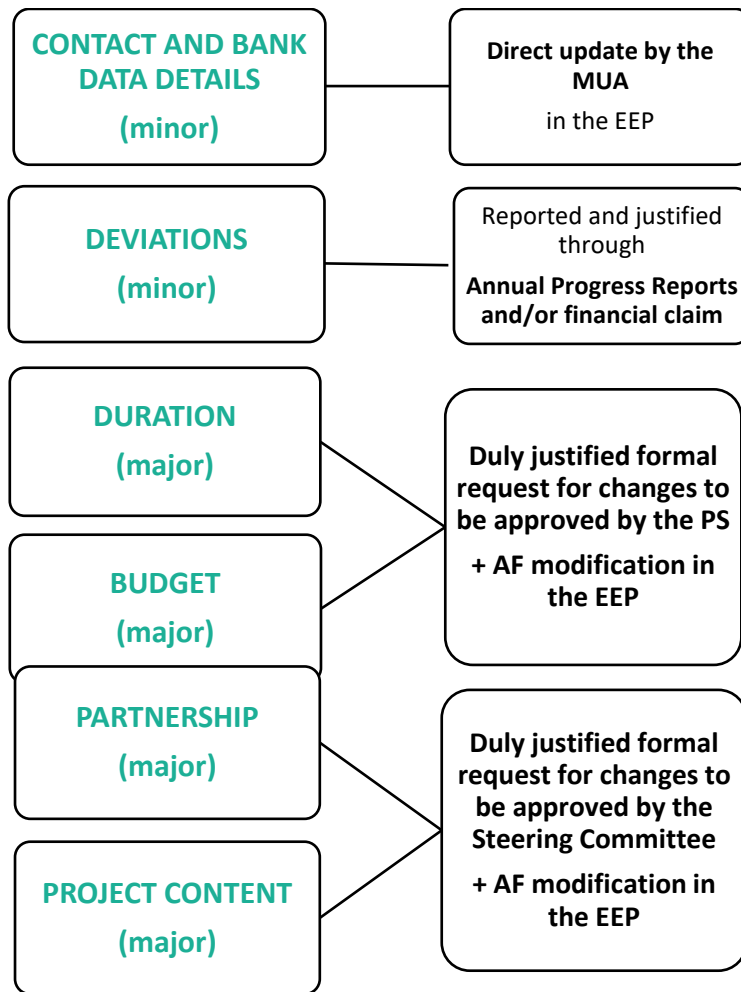 CONTACT AND BANK
DATA DETAILS
(minor)
Direct update by the
MUA
in the EEP
DEVIATIONS
(minor)
Reported and justified
through
Annual Progress Reports
and/or financial claim
DURATION
(major)
BUDGET
(major)
Duly justified formal
request for changes to
be approved by the PS
+ AF modification in
the EEP
PARTNERSHIP
(major)
PROJECT CONTENT
(major)
Duly justified formal
request for changes to
be approved by the
Steering Committee
+ AF modification in
the EEP